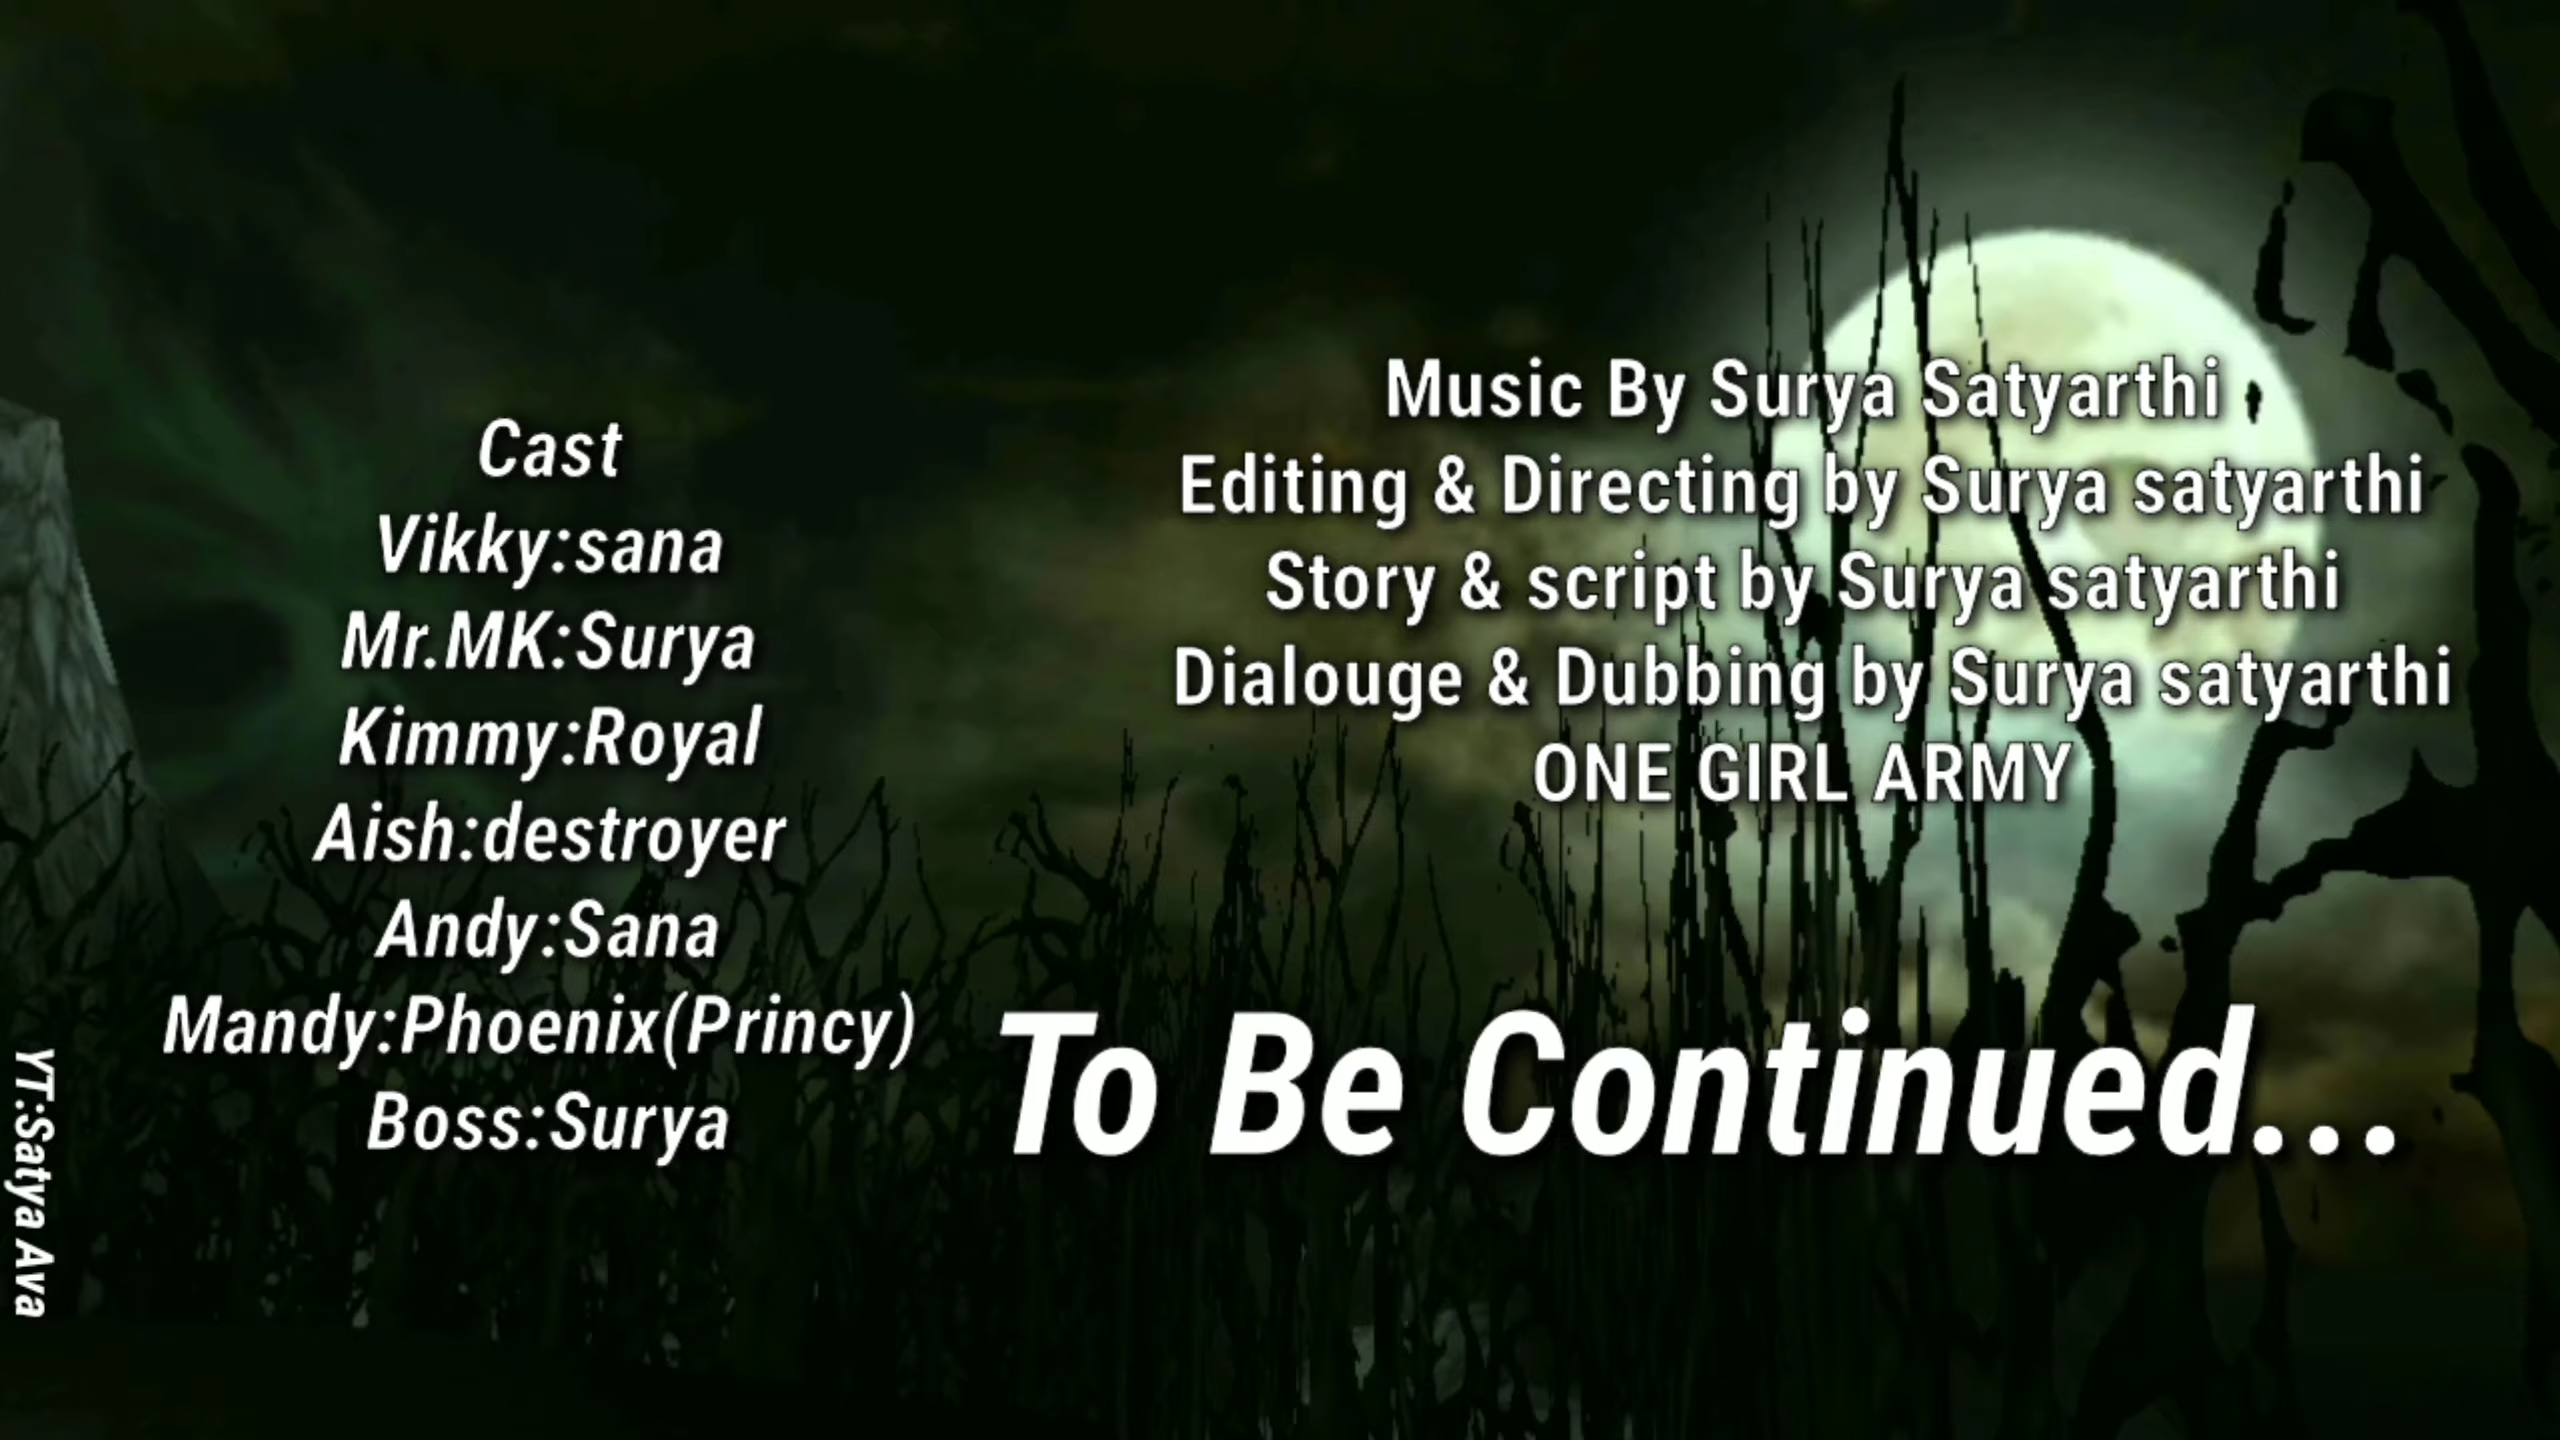 Cast
Vikky:sana
Mr.MK:Surya
Kimmy:Royal
Aish:destroyer
Andy:Sana
Mandy:Phoenix(Princy)
Boss:Surya
Music By Surya Satyarthi
Editing & Directing by Surya satyarthi
Story & script by Surya satyarthi
Dialouge & Dubbing by Surya satyarthi
ONE GIRL ARMY
To Be Continued...
YT:Satya Ava